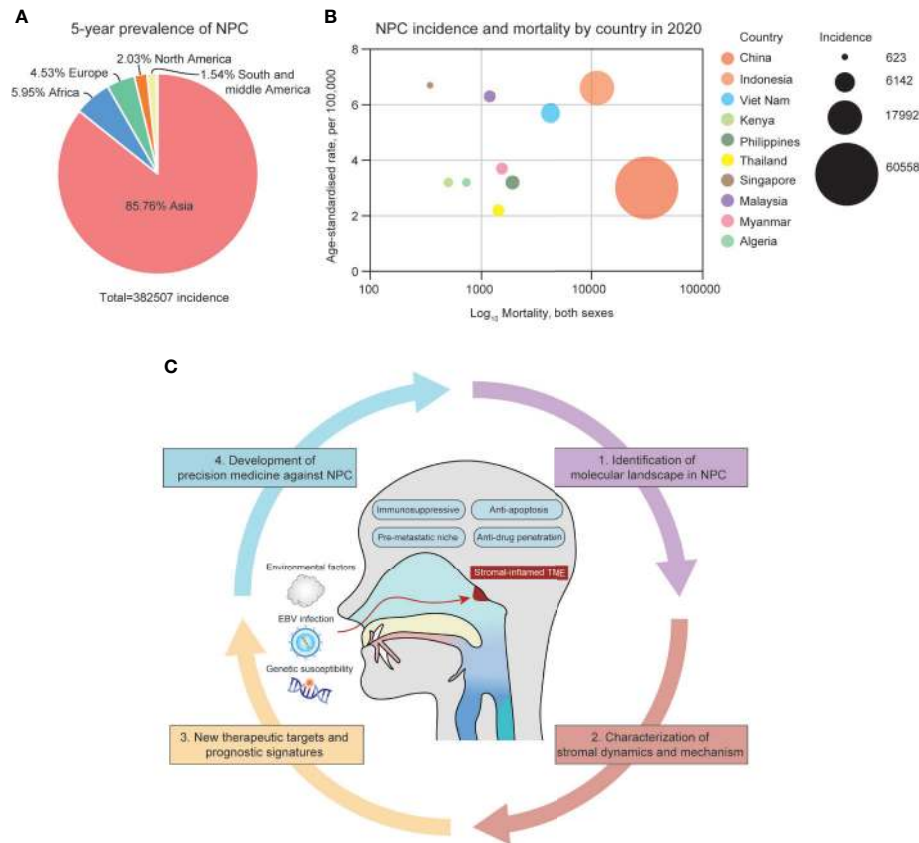 A
5-year prevalence of NPC
2.03% North America
4.53% Europe
1.54% South and
middle America
5.95% Africa
85.76% Asia
Total=382507 incidence
B
NPC incidence and mortality by country in 2020
Age-standardised rate, per 100,000
8
6
4
2
0
100
1000
10000
100000
Log₁₀ Mortality, both sexes
Country
China
Indonesia
Viet Nam
Kenya
Philippines
Thailand
Singapore
Malaysia
Myanmar
Algeria
Incidence
623
6142
17992
60558
C
4. Development of
precision medicine against NPC
1. Identification of
molecular landscape in NPC
Immunosuppressive
Anti-apoptosis
Pre-metastatic niche
Anti-drug penetration
Stromal-inflamed TME
Environmental factors
EBV infection
Genetic susceptibility
3. New therapeutic targets and
prognostic signatures
2. Characterization of
stromal dynamics and mechanism